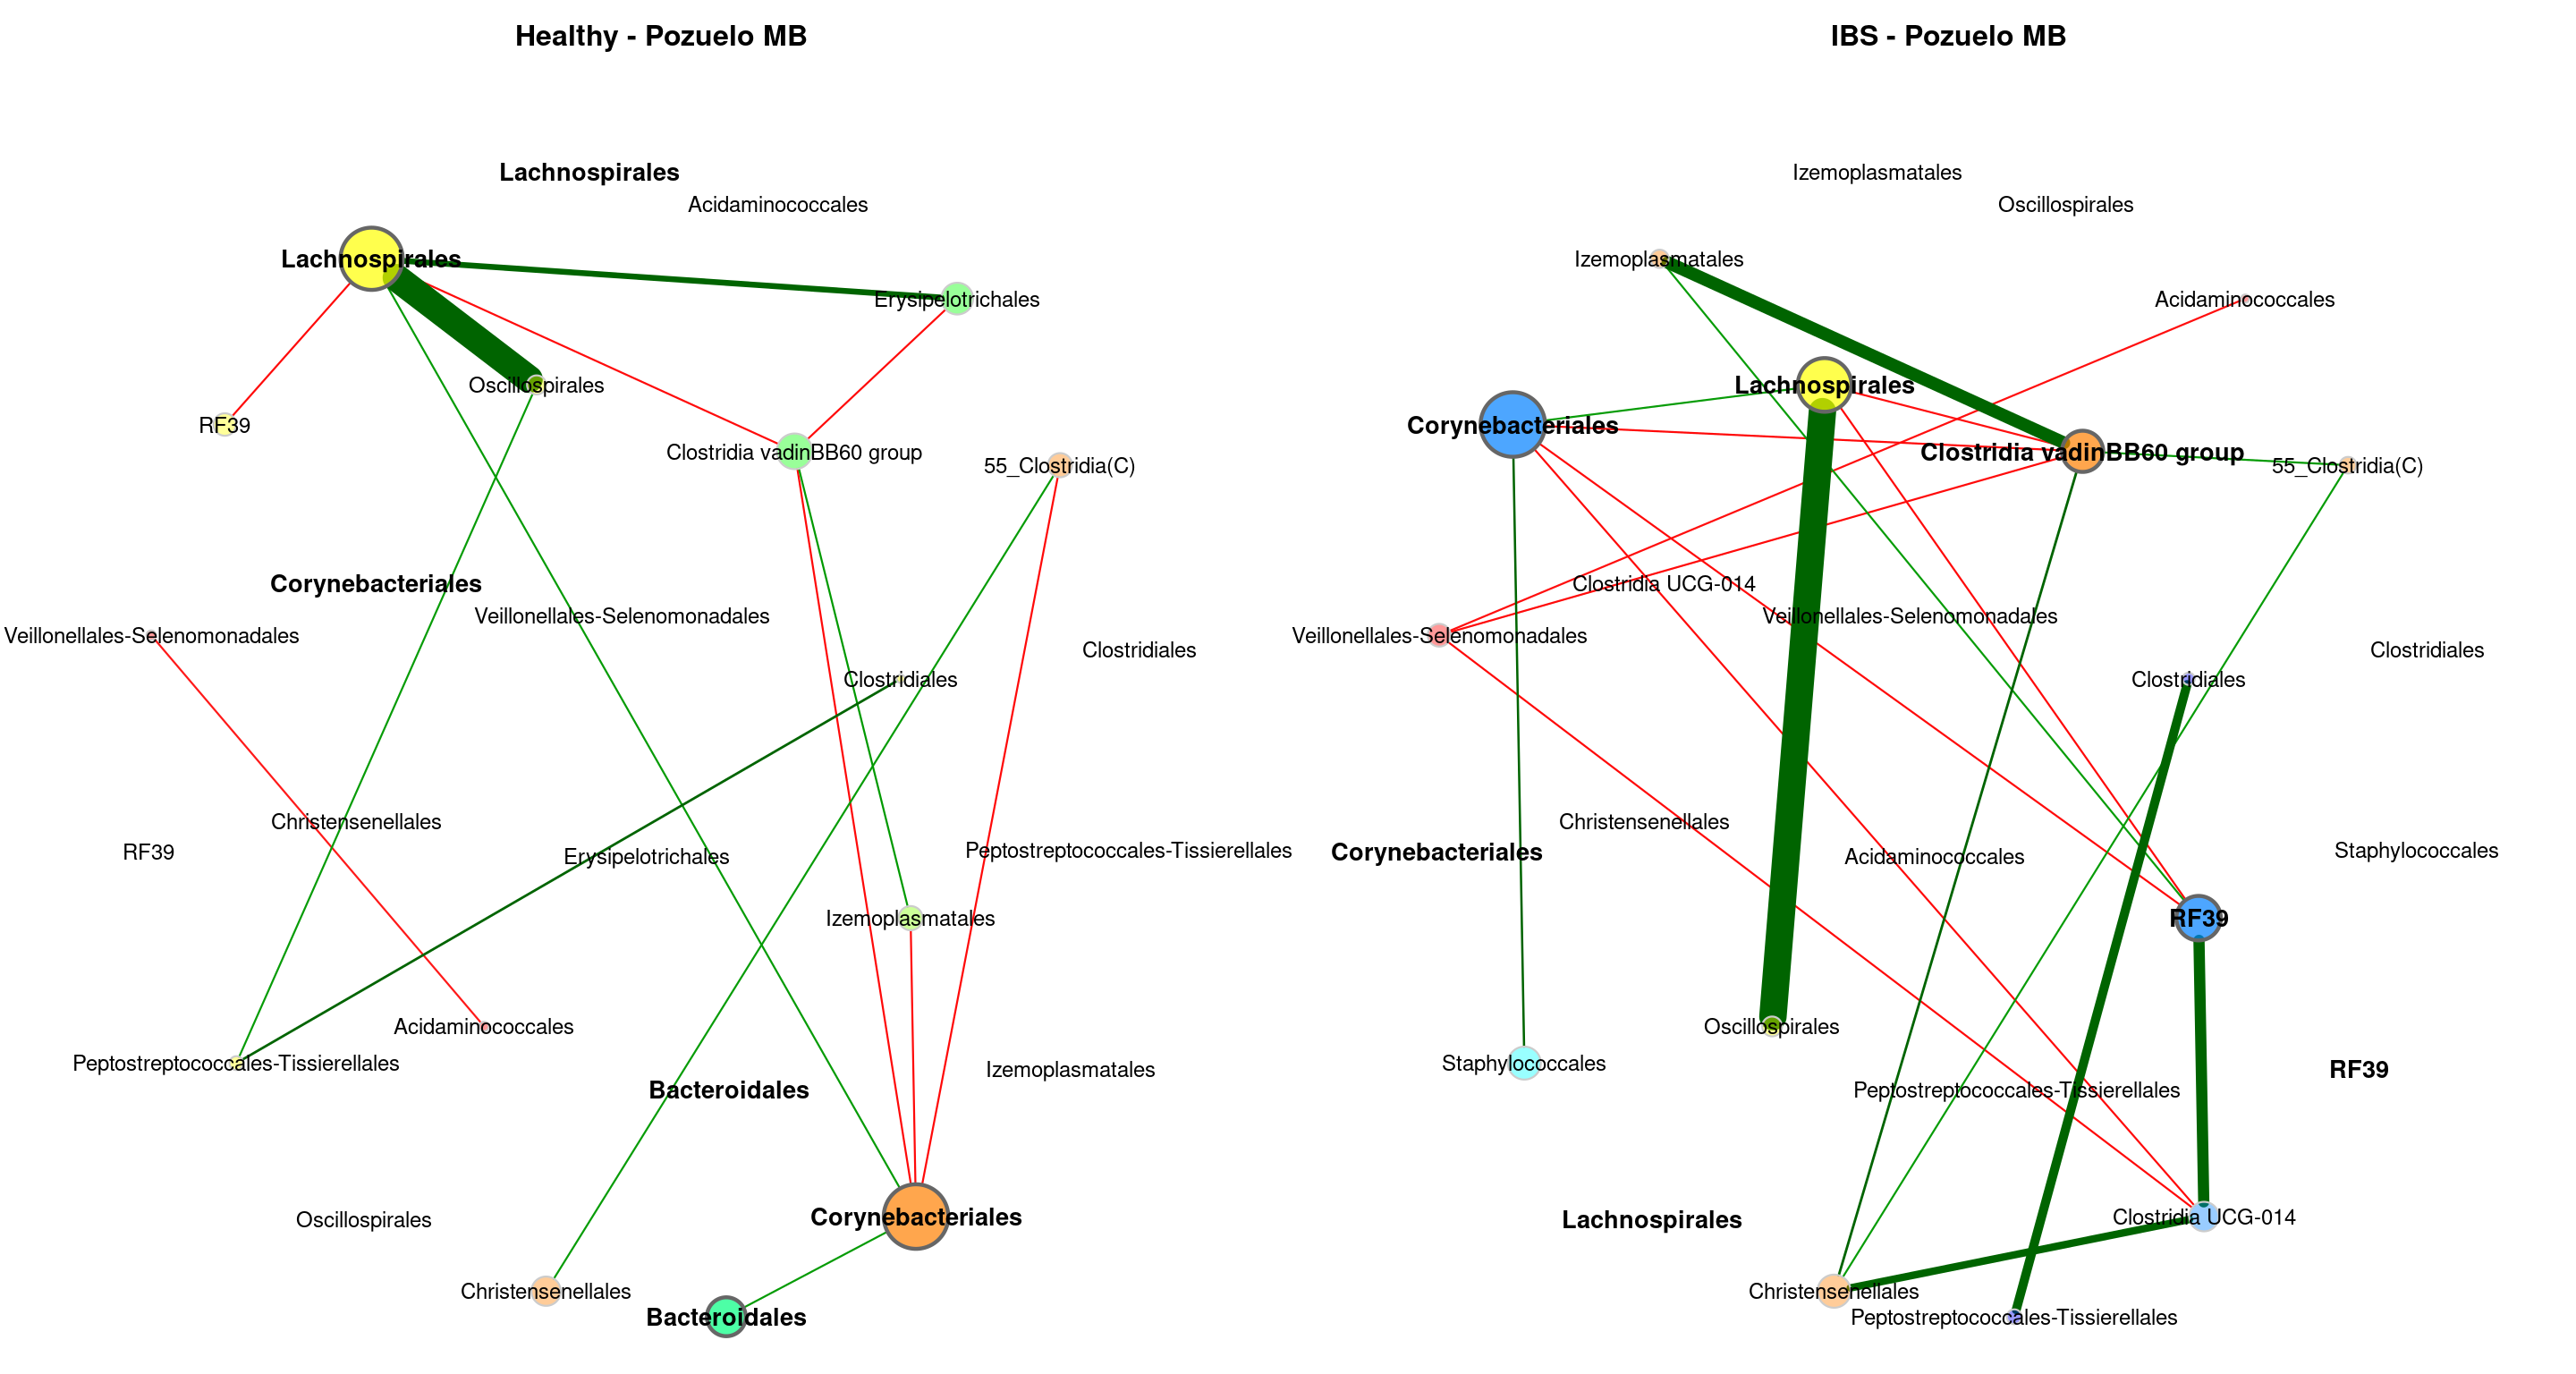 Healthy - Pozuelo MB
Lachnospirales
Acidaminococcales
Lachnospirales
Erysipelotrichales
Oscillospirales
RF39
Clostridia vadinBB60 group
55_Clostridia(C)
Corynebacteriales
Veillonellales-Selenomonadales
Veillonellales-Selenomonadales
Clostridiales
Clostridiales
Christensenellales
RF39
Erysipelotrichales
Peptostreptococcales-Tissierellales
Izemoplasmatales
Acidaminococcales
Peptostreptococcales-Tissierellales
Izemoplasmatales
Bacteroidales
Oscillospirales
Corynebacteriales
Christensenellales
Bacteroidales
IBS - Pozuelo MB
Izemoplasmatales
Oscillospirales
Izemoplasmatales
Acidaminococcales
Lachnospirales
Corynebacteriales
Clostridia vadinBB60 group
55_Clostridia(C)
Clostridia UCG-014
Veillonellales-Selenomonadales
Veillonellales-Selenomonadales
Clostridiales
Clostridiales
Christensenellales
Corynebacteriales
Acidaminococcales
Staphylococcales
RF39
Oscillospirales
Staphylococcales
RF39
Peptostreptococcales-Tissierellales
Lachnospirales
Clostridia UCG-014
Christensenellales
Peptostreptococcales-Tissierellales